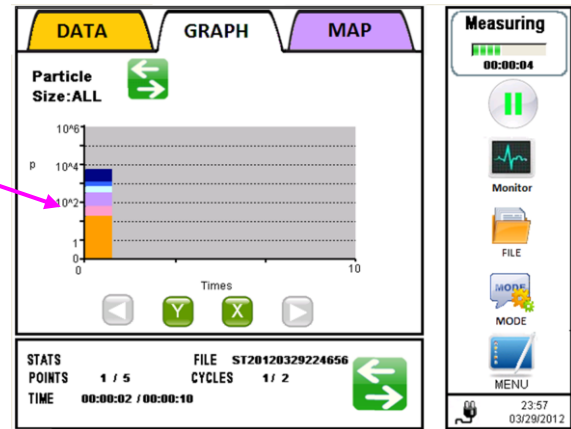 DATA
GRAPH
MAP
Particle
Size:ALL
10^6
p
10^4
10^2
1
0
0
10
Times
Y
X
STATS FILE ST20120329224656
POINTS 1 / 5 CYCLES 1/ 2
TIME 00:00:02 / 00:00:10
Measuring
00:00:04
Monitor
FILE
MODE
MODE
MENU
23:57
03/29/2012